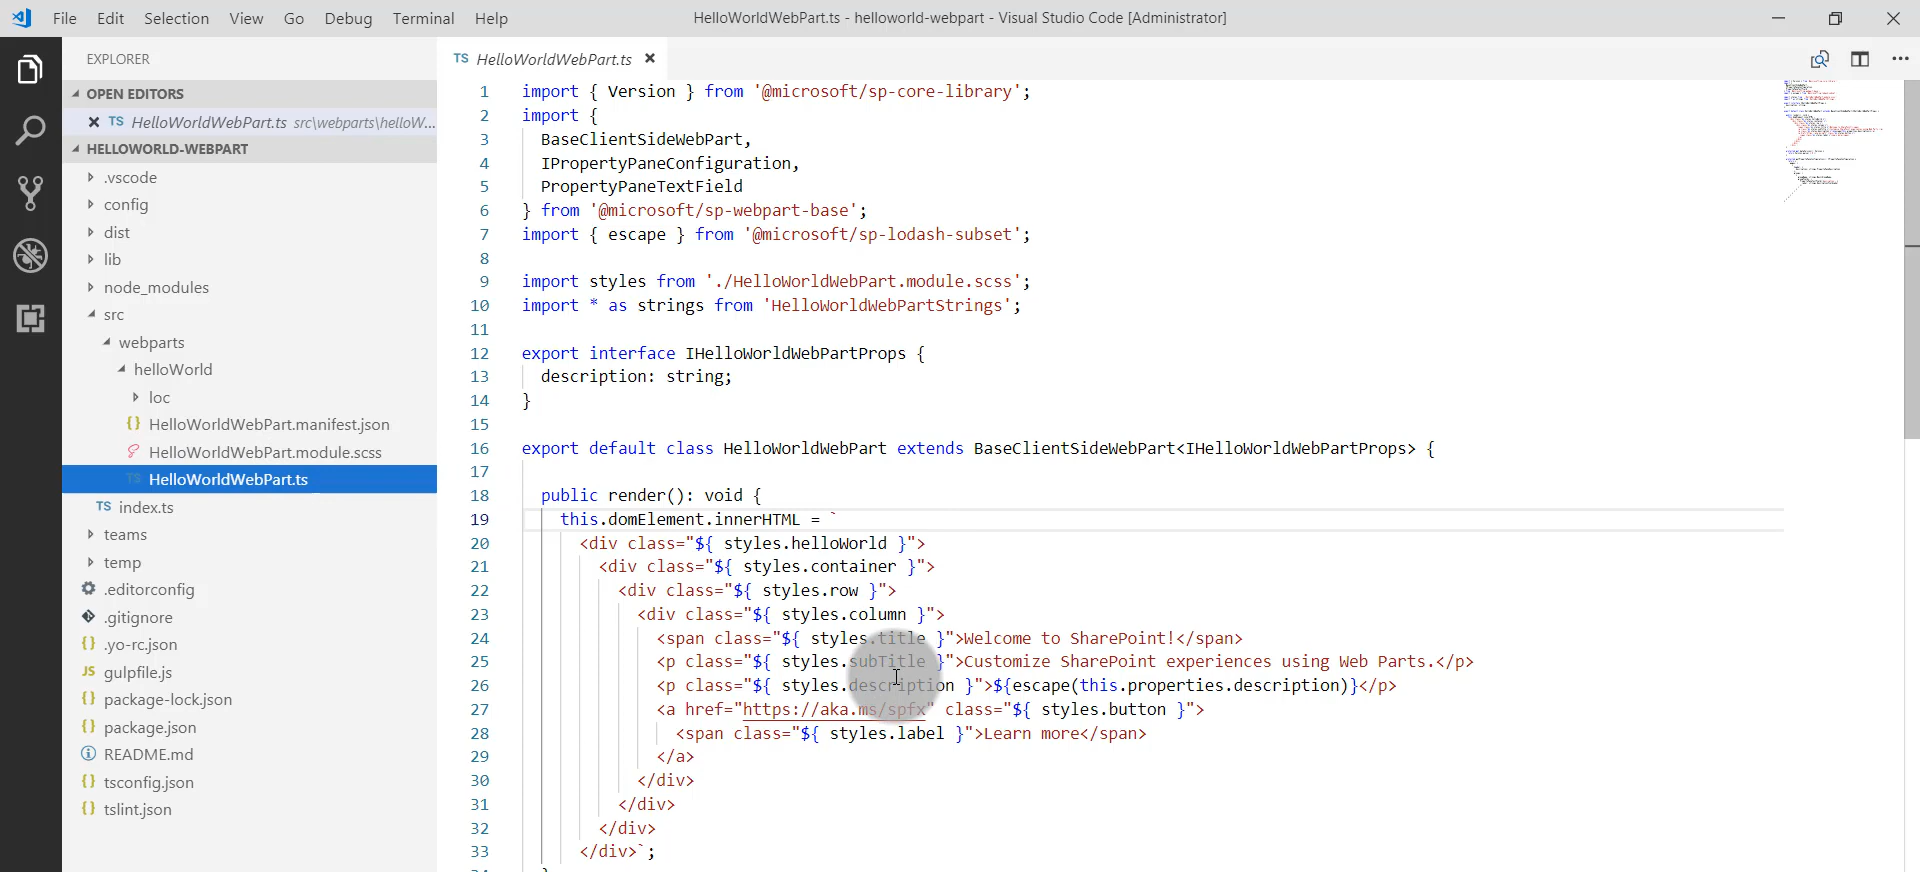 File Edit Selection View Go Debug Terminal Help
HelloWorldWebPart.ts - helloworld-webpart - Visual Studio Code [Administrator]
EXPLORER
OPEN EDITORS
TS HelloWorldWebPart.ts src\webparts\helloW...
HELLOWORLD-WEBPART
.vscode
config
dist
lib
node_modules
src
webparts
helloWorld
loc
{} HelloWorldWebPart.manifest.json
HelloWorldWebPart.module.scss
TS HelloWorldWebPart.ts
TS index.ts
teams
temp
.editorconfig
.gitignore
{} .yo-rc.json
JS gulpfile.js
{} package-lock.json
{} package.json
README.md
{} tsconfig.json
{} tslint.json
TS HelloWorldWebPart.ts
1 import { Version } from '@microsoft/sp-core-library';
2 import {
3 BaseClientSideWebPart,
4 IPropertyPaneConfiguration,
5 PropertyPaneTextField
6 } from '@microsoft/sp-webpart-base';
7 import { escape } from '@microsoft/sp-lodash-subset';
8
9 import styles from './HelloWorldWebPart.module.scss';
10 import * as strings from 'HelloWorldWebPartStrings';
11
12 export interface IHelloWorldWebPartProps {
13 description: string;
14 }
15
16 export default class HelloWorldWebPart extends BaseClientSideWebPart<IHelloWorldWebPartProps> {
17
18 public render(): void {
19 this.domElement.innerHTML = `
20 <div class="${ styles.helloWorld }">
21 <div class="${ styles.container }">
22 <div class="${ styles.row }">
23 <div class="${ styles.column }">
24 <span class="${ styles.title }">Welcome to SharePoint!</span>
25 <p class="${ styles.subTitle }">Customize SharePoint experiences using Web Parts.</p>
26 <p class="${ styles.description }">${escape(this.properties.description)}</p>
27 <a href="https://aka.ms/spfx" class="${ styles.button }">
28 <span class="${ styles.label }">Learn more</span>
29 </a>
30 </div>
31 </div>
32 </div>
33 </div>`;